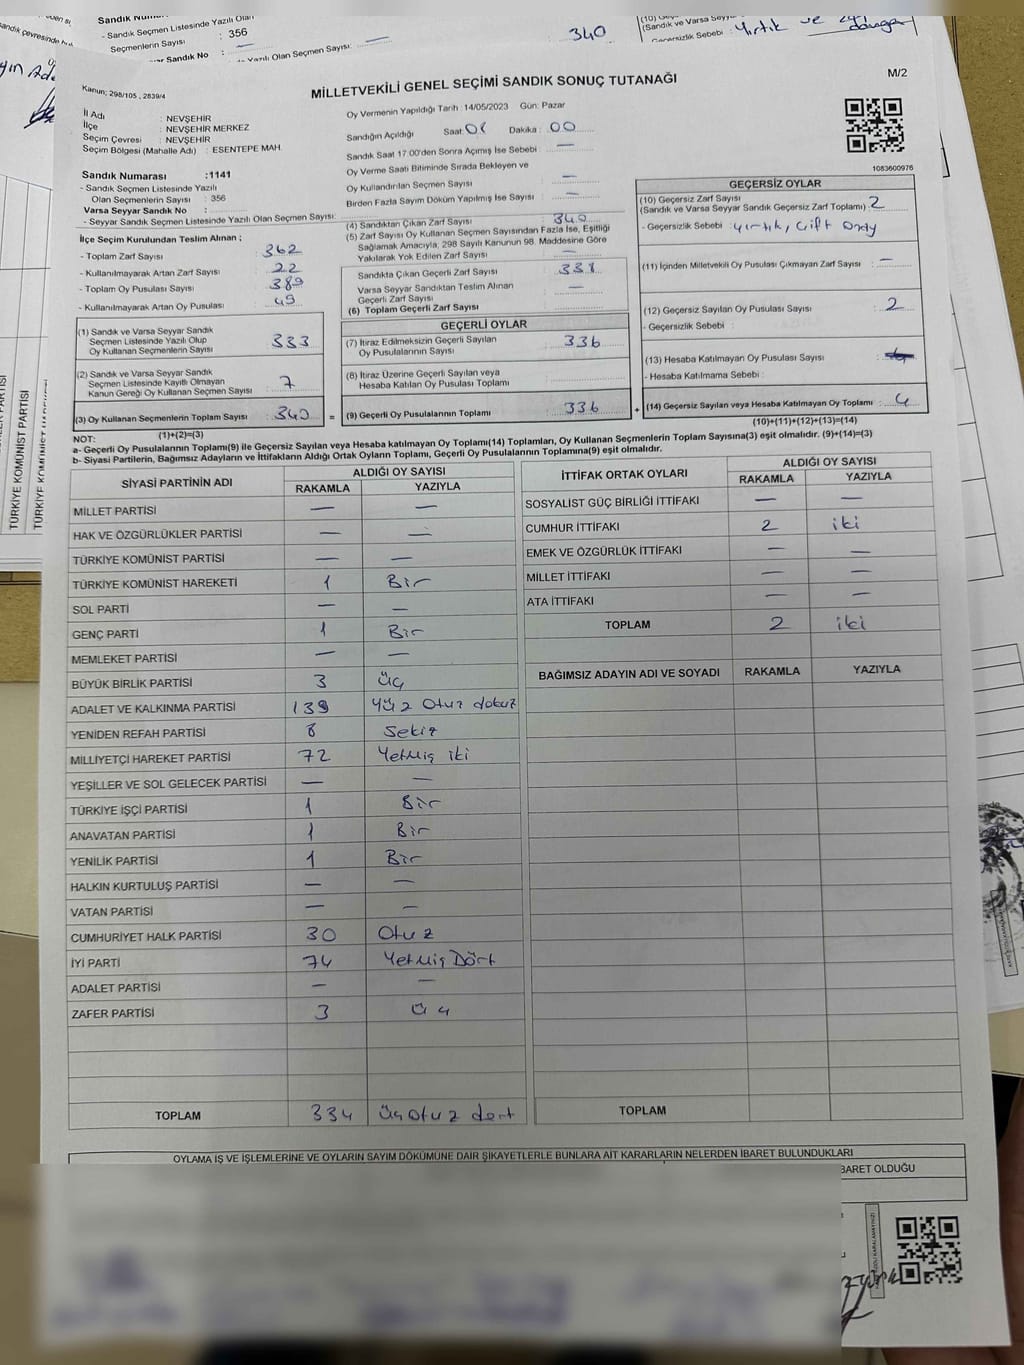 Sandık Numarası
- Sandık Seçmen Listesinde Yazılı Olan
Seçmenlerin Sayısı : 356
340
Yırtık ve
Geçersizlik Sebebi :
Kanun; 298/105 , 2839/4
MİLLETVEKİLİ GENEL SEÇİMİ SANDIK SONUÇ TUTANAĞI
M/2
İl Adı : NEVŞEHİR
İlçe : NEVŞEHİR MERKEZ
Seçim Çevresi : NEVŞEHİR
Seçim Bölgesi (Mahalle Adı) : ESENTEPE MAH.
Oy Vermenin Yapıldığı Tarih :14/05/2023 Gün: Pazar
Sandığın Açıldığı Saat: 08 Dakika : 00
Sandık Saat 17.00'den Sonra Açılmış İse Sebebi : —
Oy Verme Saati Bitiminde Sırada Bekleyen ve
Oy Kullandırılan Seçmen Sayısı : —
Birden Fazla Sayım Döküm Yapılmış İse Sayısı : —
1083600976
Sandık Numarası :1141
- Sandık Seçmen Listesinde Yazılı
Olan Seçmenlerin Sayısı : 356
Varsa Seyyar Sandık No :
- Seyyar Sandık Seçmen Listesinde Yazılı Olan Seçmen Sayısı:
İlçe Seçim Kurulundan Teslim Alınan ;
- Toplam Zarf Sayısı : 362
- Kullanılmayarak Artan Zarf Sayısı : 22
- Toplam Oy Pusulası Sayısı : 389
- Kullanılmayarak Artan Oy Pusulası : 49
(1) Sandık ve Varsa Seyyar Sandık
Seçmen Listesinde Yazılı Olup
Oy Kullanan Seçmenlerin Sayısı : 333
(2) Sandık ve Varsa Seyyar Sandık
Seçmen Listesinde Kayıtlı Olmayan
Kanun Gereği Oy Kullanan Seçmen Sayısı : 7
(3) Oy Kullanan Seçmenlerin Toplam Sayısı : 340 =
(1)+(2)=(3)
(4) Sandıktan Çıkan Zarf Sayısı : 340
(5) Zarf Sayısı Oy Kullanan Seçmen Sayısından Fazla İse, Eşitliği
Sağlamak Amacıyla, 298 Sayılı Kanunun 98. Maddesine Göre
Yakılarak Yok Edilen Zarf Sayısı : —
Sandıkta Çıkan Geçerli Zarf Sayısı : 338
Varsa Seyyar Sandıktan Teslim Alınan
Geçerli Zarf Sayısı : —
(6) Toplam Geçerli Zarf Sayısı :
GEÇERLİ OYLAR
(7) İtiraz Edilmeksizin Geçerli Sayılan
Oy Pusulalarının Sayısı : 336
(8) İtiraz Üzerine Geçerli Sayılan veya
Hesaba Katılan Oy Pusulası Toplamı :
(9) Geçerli Oy Pusulalarının Toplamı : 336 +
GEÇERSİZ OYLAR
(10) Geçersiz Zarf Sayısı
(Sandık ve Varsa Seyyar Sandık Geçersiz Zarf Toplamı) : 2
- Geçersizlik Sebebi : yırtık, Çift Onay
(11) İçinden Milletvekili Oy Pusulası Çıkmayan Zarf Sayısı : —
(12) Geçersiz Sayılan Oy Pusulası Sayısı : 2
- Geçersizlik Sebebi :
(13) Hesaba Katılmayan Oy Pusulası Sayısı :
- Hesaba Katılmama Sebebi :
(14) Geçersiz Sayılan veya Hesaba Katılmayan Oy Toplamı : 4
(10)+(11)+(12)+(13)=(14)
NOT:
a- Geçerli Oy Pusulalarının Toplamı(9) ile Geçersiz Sayılan veya Hesaba katılmayan Oy Toplamı(14) Toplamları, Oy Kullanan Seçmenlerin Toplam Sayısına(3) eşit olmalıdır. (9)+(14)=(3)
b- Siyasi Partilerin, Bağımsız Adayların ve İttifakların Aldığı Ortak Oyların Toplamı, Geçerli Oy Pusulalarının Toplamına(9) eşit olmalıdır.
SİYASİ PARTİNİN ADI ALDIĞI OY SAYISI
RAKAMLA YAZIYLA
MİLLET PARTİSİ — —
HAK VE ÖZGÜRLÜKLER PARTİSİ — —
TÜRKİYE KOMÜNİST PARTİSİ — —
TÜRKİYE KOMÜNİST HAREKETİ 1 Bir
SOL PARTİ — —
GENÇ PARTİ 1 Bir
MEMLEKET PARTİSİ — —
BÜYÜK BİRLİK PARTİSİ 3 Üç
ADALET VE KALKINMA PARTİSİ 139 Yüz Otuz dokuz
YENİDEN REFAH PARTİSİ 8 Sekiz
MİLLİYETÇİ HAREKET PARTİSİ 72 Yetmiş iki
YEŞİLLER VE SOL GELECEK PARTİSİ — —
TÜRKİYE İŞÇİ PARTİSİ 1 Bir
ANAVATAN PARTİSİ 1 Bir
YENİLİK PARTİSİ 1 Bir
HALKIN KURTULUŞ PARTİSİ — —
VATAN PARTİSİ — —
CUMHURİYET HALK PARTİSİ 30 Otuz
İYİ PARTİ 74 Yetmiş Dört
ADALET PARTİSİ — —
ZAFER PARTİSİ 3 Üç
TOPLAM 334 üçotuz dört
İTTİFAK ORTAK OYLARI ALDIĞI OY SAYISI
RAKAMLA YAZIYLA
SOSYALİST GÜÇ BİRLİĞİ İTTİFAKI — —
CUMHUR İTTİFAKI 2 iki
EMEK VE ÖZGÜRLÜK İTTİFAKI — —
MİLLET İTTİFAKI — —
ATA İTTİFAKI — —
TOPLAM 2 iki
BAĞIMSIZ ADAYIN ADI VE SOYADI RAKAMLA YAZIYLA
TOPLAM
OYLAMA İŞ VE İŞLEMLERİNE VE OYLARIN SAYIM DÖKÜMÜNE DAİR ŞİKAYETLERLE BUNLARA AİT KARARLARIN NELERDEN İBARET BULUNDUKLARI
BARET OLDUĞU
TÜRKİYE KOMÜNİST PARTİSİ